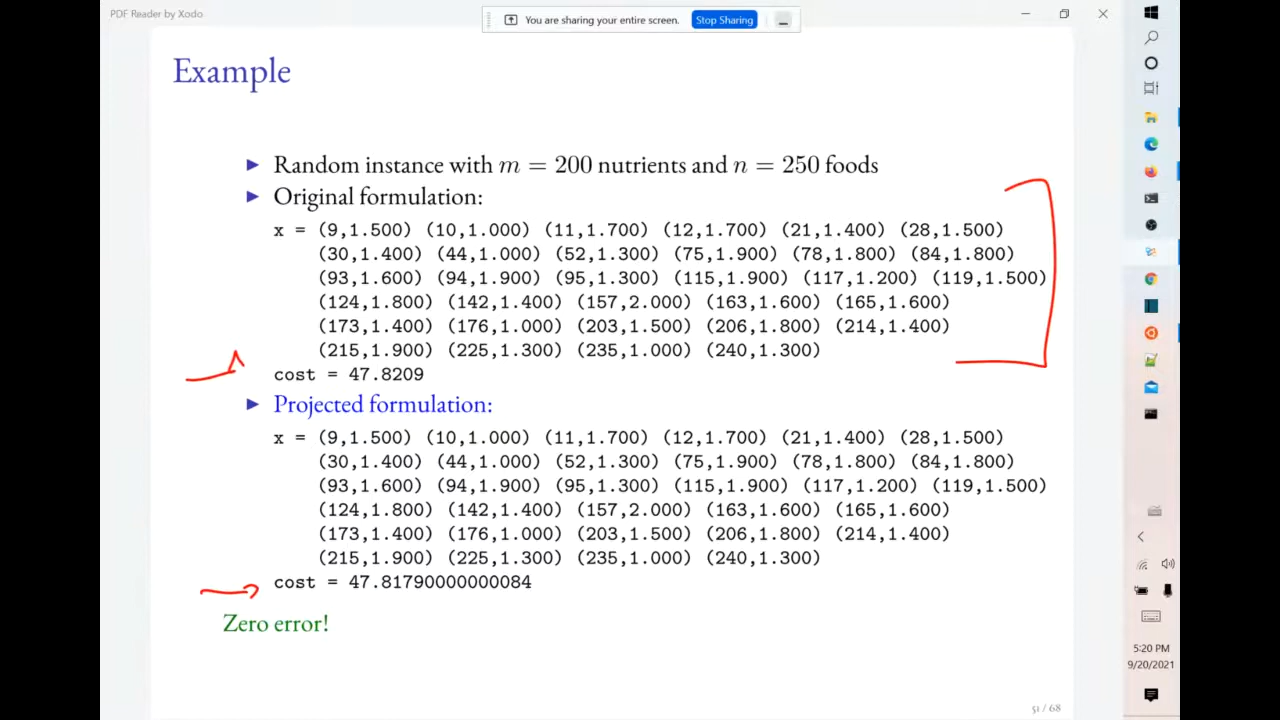 PDF Reader by Xodo
You are sharing your entire screen. Stop Sharing
Example
Random instance with m = 200 nutrients and n = 250 foods
Original formulation:
x = (9,1.500) (10,1.000) (11,1.700) (12,1.700) (21,1.400) (28,1.500)
(30,1.400) (44,1.000) (52,1.300) (75,1.900) (78,1.800) (84,1.800)
(93,1.600) (94,1.900) (95,1.300) (115,1.900) (117,1.200) (119,1.500)
(124,1.800) (142,1.400) (157,2.000) (163,1.600) (165,1.600)
(173,1.400) (176,1.000) (203,1.500) (206,1.800) (214,1.400)
(215,1.900) (225,1.300) (235,1.000) (240,1.300)
cost = 47.8209
Projected formulation:
x = (9,1.500) (10,1.000) (11,1.700) (12,1.700) (21,1.400) (28,1.500)
(30,1.400) (44,1.000) (52,1.300) (75,1.900) (78,1.800) (84,1.800)
(93,1.600) (94,1.900) (95,1.300) (115,1.900) (117,1.200) (119,1.500)
(124,1.800) (142,1.400) (157,2.000) (163,1.600) (165,1.600)
(173,1.400) (176,1.000) (203,1.500) (206,1.800) (214,1.400)
(215,1.900) (225,1.300) (235,1.000) (240,1.300)
cost = 47.81790000000084
Zero error!
51 / 68
5:20 PM
9/20/2021